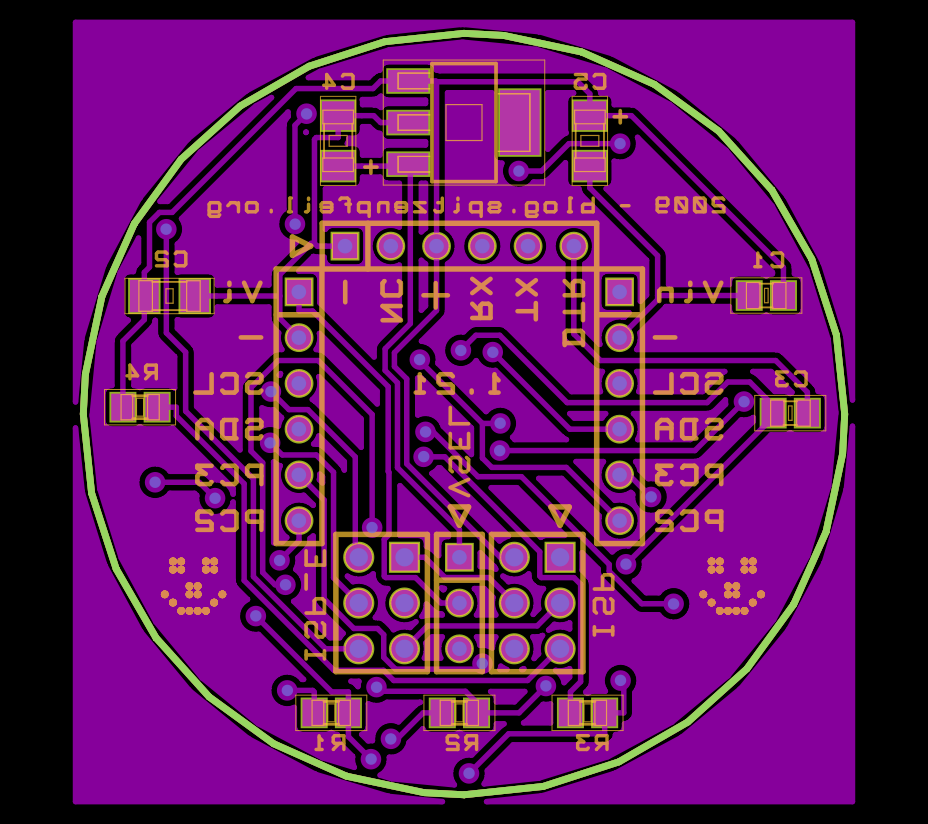 C4
C5
+
+
2009 - blog.spitzenpfeil.org
C2
C1
Vi
-
NC
+
RX
TX
DTR
Vin
-
-
R4
SCL
1.21
SCL
C3
SDA
VSEL
SDA
PC3
PC3
PC2
PC2
ISP-E
ISP
R1
R2
R3